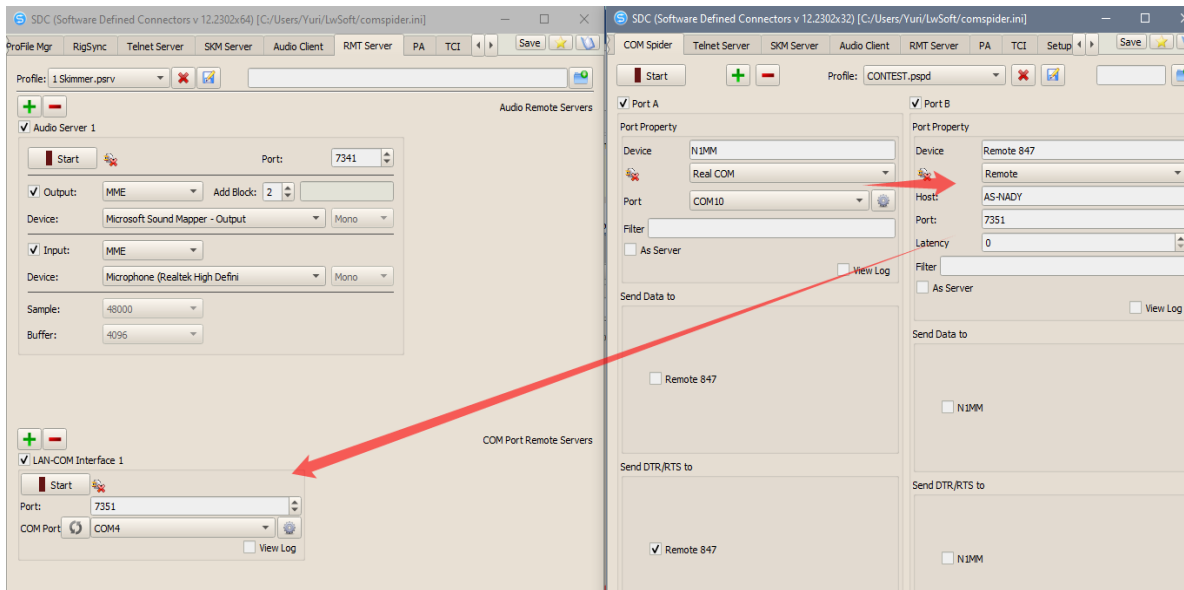 SDC (Software Defined Connectors v 12.2302x64) [C:/Users/Yuri/LwSoft/comspider.ini]
ProFile Mgr RigSync Telnet Server SKM Server Audio Client RMT Server PA TCI Save
Profile: 1 Skimmer.psrv
Audio Remote Servers
Audio Server 1
Start Port: 7341
Output: MME Add Block: 2
Device: Microsoft Sound Mapper - Output Mono
Input: MME
Device: Microphone (Realtek High Defini Mono
Sample: 48000
Buffer: 4096
COM Port Remote Servers
LAN-COM Interface 1
Start
Port: 7351
COM Port COM4
View Log
SDC (Software Defined Connectors v 12.2302x32) [C:/Users/Yuri/LwSoft/comspider.ini]
COM Spider Telnet Server SKM Server Audio Client RMT Server PA TCI Setup Save
Start Profile: CONTEST.pspd
Port A
Port Property
Device N1MM
Real COM
Port COM10
Filter
As Server
View Log
Send Data to
Remote 847
Send DTR/RTS to
Remote 847
Port B
Port Property
Device Remote 847
Remote
Host: AS-NADY
Port: 7351
Latency 0
Filter
As Server
View Log
Send Data to
N1MM
Send DTR/RTS to
N1MM